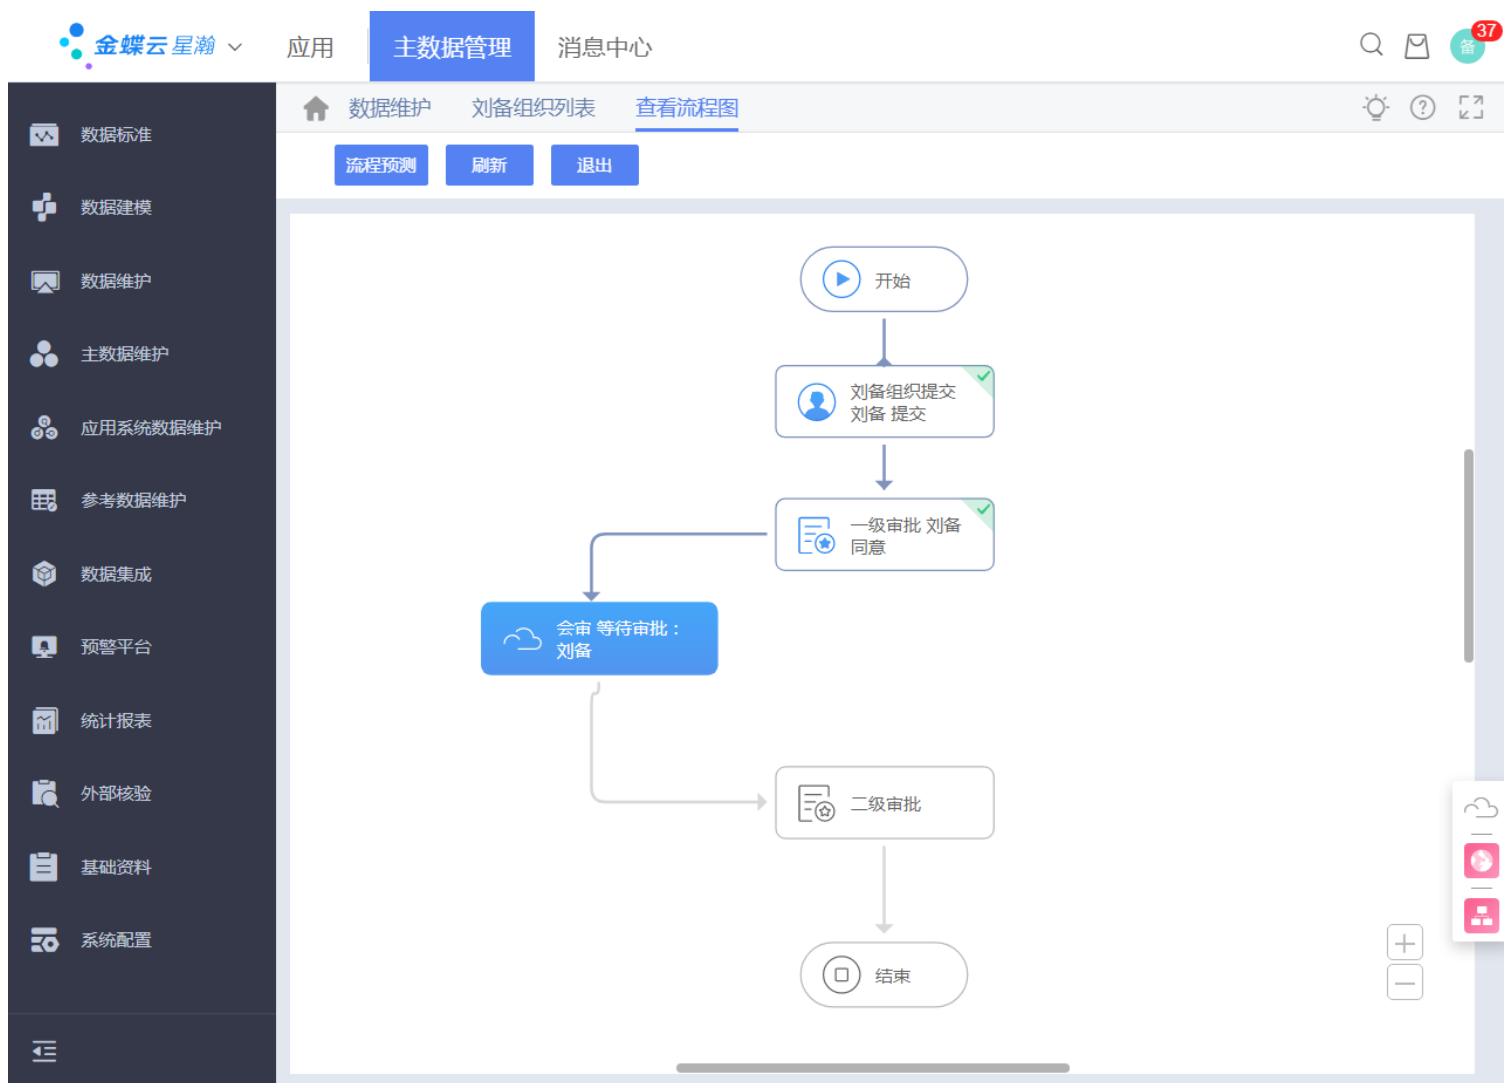 金蝶云 星瀚
应用
主数据管理
消息中心
37
备
数据维护
刘备组织列表
查看流程图
流程预测
刷新
退出
数据标准
数据建模
数据维护
主数据维护
应用系统数据维护
参考数据维护
数据集成
预警平台
统计报表
外部核验
基础资料
系统配置
开始
刘备组织提交
刘备 提交
一级审批 刘备
同意
会审 等待审批：
刘备
二级审批
结束